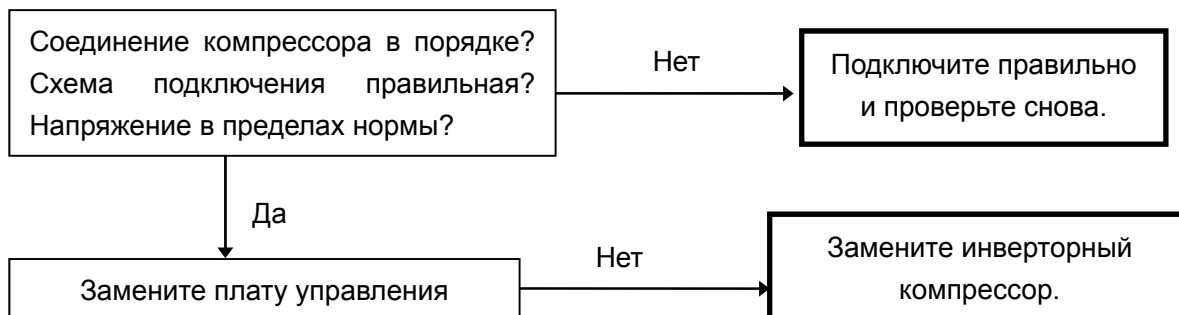 Соединение компрессора в порядке?
Схема подключения правильная?
Напряжение в пределах нормы?
Нет
Подключите правильно
и проверьте снова.
Да
Замените плату управления
Нет
Замените инверторный
компрессор.